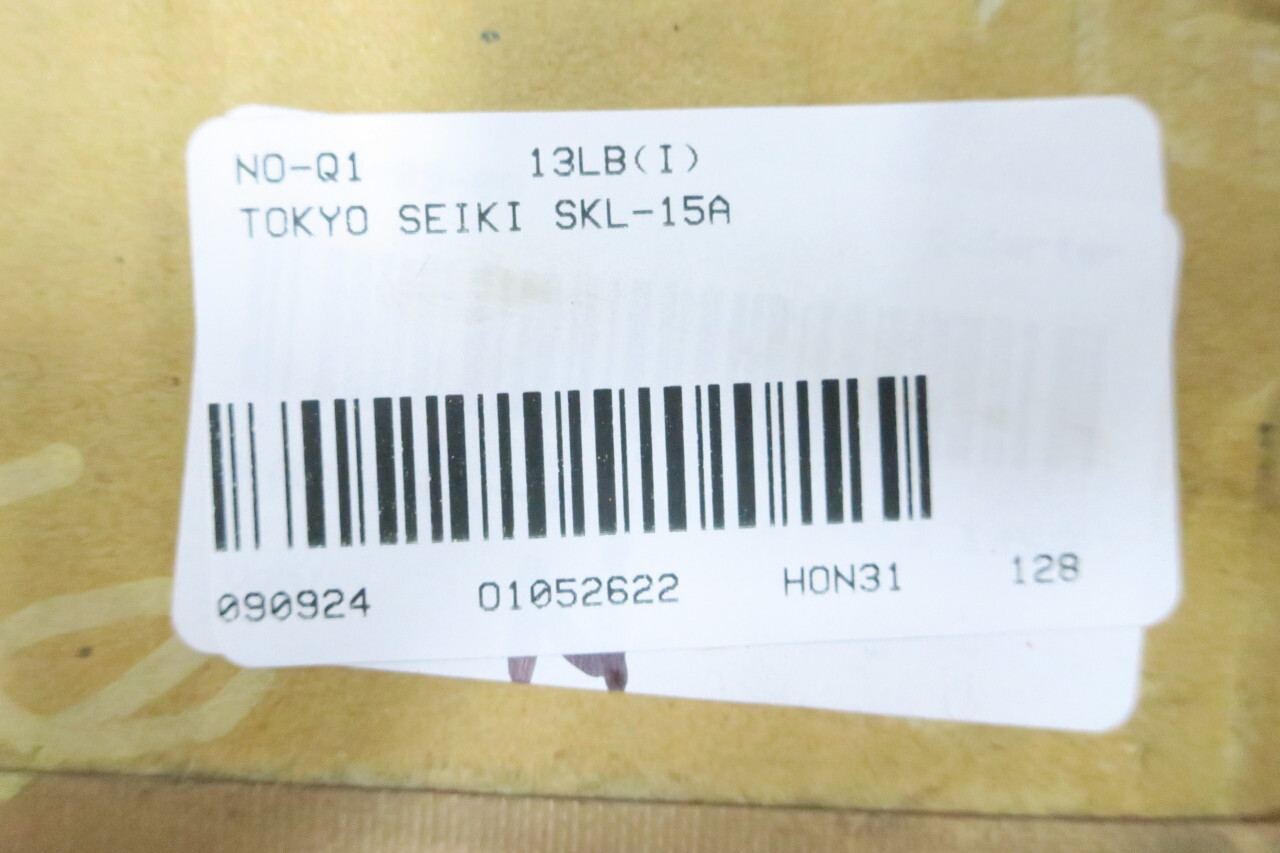 NO-Q1 13LB(I)
TOKYO SEIKI SKL-15A
090924 01052622 HON31 128